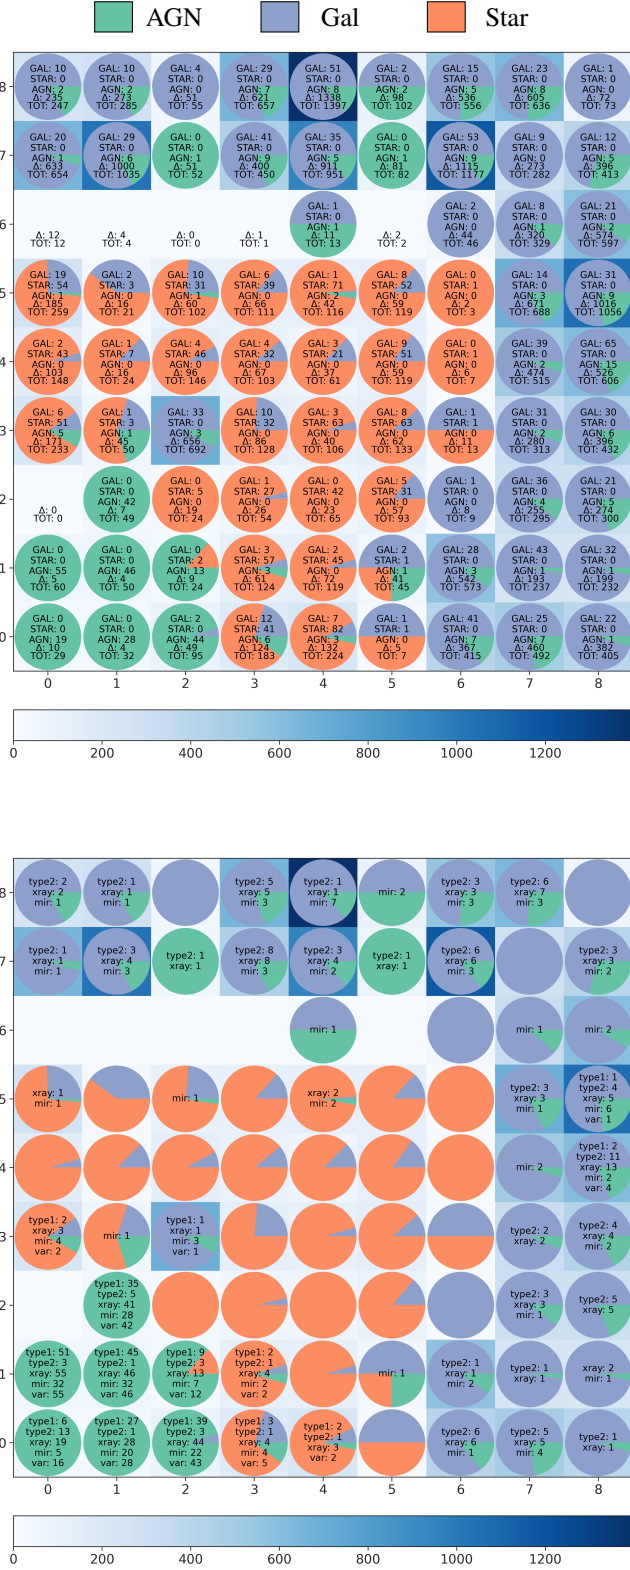 AGN
Gal
Star
8
GAL: 10
STAR: 0
AGN: 2
Δ: 235
TOT: 247
GAL: 10
STAR: 0
AGN: 2
Δ: 273
TOT: 285
GAL: 4
STAR: 0
AGN: 0
Δ: 51
TOT: 55
GAL: 29
STAR: 0
AGN: 7
Δ: 621
TOT: 657
GAL: 51
STAR: 0
AGN: 8
Δ: 1338
TOT: 1397
GAL: 2
STAR: 0
AGN: 2
Δ: 98
TOT: 102
GAL: 15
STAR: 0
AGN: 5
Δ: 536
TOT: 556
GAL: 23
STAR: 0
AGN: 8
Δ: 605
TOT: 636
GAL: 1
STAR: 0
AGN: 0
Δ: 72
TOT: 73
7
GAL: 20
STAR: 0
AGN: 1
Δ: 633
TOT: 654
GAL: 29
STAR: 0
AGN: 6
Δ: 1000
TOT: 1035
GAL: 0
STAR: 0
AGN: 1
Δ: 51
TOT: 52
GAL: 41
STAR: 0
AGN: 9
Δ: 400
TOT: 450
GAL: 35
STAR: 0
AGN: 5
Δ: 911
TOT: 951
GAL: 0
STAR: 0
AGN: 1
Δ: 81
TOT: 82
GAL: 53
STAR: 0
AGN: 9
Δ: 1115
TOT: 1177
GAL: 9
STAR: 0
AGN: 0
Δ: 273
TOT: 282
GAL: 12
STAR: 0
AGN: 5
Δ: 396
TOT: 413
6
Δ: 12
TOT: 12
Δ: 4
TOT: 4
Δ: 0
TOT: 0
Δ: 1
TOT: 1
GAL: 1
STAR: 0
AGN: 1
Δ: 11
TOT: 13
Δ: 2
TOT: 2
GAL: 2
STAR: 0
AGN: 0
Δ: 44
TOT: 46
GAL: 8
STAR: 0
AGN: 1
Δ: 320
TOT: 329
GAL: 21
STAR: 0
AGN: 2
Δ: 574
TOT: 597
5
GAL: 19
STAR: 54
AGN: 1
Δ: 185
TOT: 259
GAL: 2
STAR: 3
AGN: 0
Δ: 16
TOT: 21
GAL: 10
STAR: 31
AGN: 1
Δ: 60
TOT: 102
GAL: 6
STAR: 39
AGN: 0
Δ: 66
TOT: 111
GAL: 1
STAR: 71
AGN: 2
Δ: 42
TOT: 116
GAL: 8
STAR: 52
AGN: 0
Δ: 59
TOT: 119
GAL: 0
STAR: 1
AGN: 0
Δ: 2
TOT: 3
GAL: 14
STAR: 0
AGN: 3
Δ: 671
TOT: 688
GAL: 31
STAR: 0
AGN: 9
Δ: 1016
TOT: 1056
4
GAL: 2
STAR: 43
AGN: 0
Δ: 103
TOT: 148
GAL: 1
STAR: 7
AGN: 0
Δ: 16
TOT: 24
GAL: 4
STAR: 46
AGN: 0
Δ: 96
TOT: 146
GAL: 4
STAR: 32
AGN: 0
Δ: 67
TOT: 103
GAL: 3
STAR: 21
AGN: 0
Δ: 37
TOT: 61
GAL: 9
STAR: 51
AGN: 0
Δ: 59
TOT: 119
GAL: 0
STAR: 1
AGN: 0
Δ: 6
TOT: 7
GAL: 39
STAR: 0
AGN: 2
Δ: 474
TOT: 515
GAL: 65
STAR: 0
AGN: 15
Δ: 526
TOT: 606
3
GAL: 6
STAR: 51
AGN: 5
Δ: 171
TOT: 233
GAL: 1
STAR: 3
AGN: 1
Δ: 45
TOT: 50
GAL: 33
STAR: 0
AGN: 3
Δ: 656
TOT: 692
GAL: 10
STAR: 32
AGN: 0
Δ: 86
TOT: 128
GAL: 3
STAR: 63
AGN: 0
Δ: 40
TOT: 106
GAL: 8
STAR: 63
AGN: 0
Δ: 62
TOT: 133
GAL: 1
STAR: 1
AGN: 0
Δ: 11
TOT: 13
GAL: 31
STAR: 0
AGN: 2
Δ: 280
TOT: 313
GAL: 30
STAR: 0
AGN: 6
Δ: 396
TOT: 432
2
Δ: 0
TOT: 0
GAL: 0
STAR: 0
AGN: 42
Δ: 7
TOT: 49
GAL: 0
STAR: 5
AGN: 0
Δ: 19
TOT: 24
GAL: 1
STAR: 27
AGN: 0
Δ: 26
TOT: 54
GAL: 0
STAR: 42
AGN: 0
Δ: 23
TOT: 65
GAL: 5
STAR: 31
AGN: 0
Δ: 57
TOT: 93
GAL: 1
STAR: 0
AGN: 0
Δ: 8
TOT: 9
GAL: 36
STAR: 0
AGN: 4
Δ: 255
TOT: 295
GAL: 21
STAR: 0
AGN: 5
Δ: 274
TOT: 300
1
GAL: 0
STAR: 0
AGN: 55
Δ: 5
TOT: 60
GAL: 0
STAR: 0
AGN: 46
Δ: 4
TOT: 50
GAL: 0
STAR: 2
AGN: 13
Δ: 9
TOT: 24
GAL: 3
STAR: 57
AGN: 3
Δ: 61
TOT: 124
GAL: 2
STAR: 45
AGN: 0
Δ: 72
TOT: 119
GAL: 2
STAR: 1
AGN: 1
Δ: 41
TOT: 45
GAL: 28
STAR: 0
AGN: 3
Δ: 542
TOT: 573
GAL: 43
STAR: 0
AGN: 1
Δ: 193
TOT: 237
GAL: 32
STAR: 0
AGN: 1
Δ: 199
TOT: 232
0
GAL: 0
STAR: 0
AGN: 19
Δ: 10
TOT: 29
GAL: 0
STAR: 0
AGN: 28
Δ: 4
TOT: 32
GAL: 2
STAR: 0
AGN: 44
Δ: 49
TOT: 95
GAL: 12
STAR: 41
AGN: 6
Δ: 124
TOT: 183
GAL: 7
STAR: 82
AGN: 3
Δ: 132
TOT: 224
GAL: 1
STAR: 1
AGN: 0
Δ: 5
TOT: 7
GAL: 41
STAR: 0
AGN: 7
Δ: 367
TOT: 415
GAL: 25
STAR: 0
AGN: 7
Δ: 460
TOT: 492
GAL: 22
STAR: 0
AGN: 1
Δ: 382
TOT: 405
0 1 2 3 4 5 6 7 8
0 200 400 600 800 1000 1200
8
type2: 2
xray: 2
mir: 1
type2: 1
xray: 1
mir: 1
type2: 5
xray: 5
mir: 3
type2: 1
xray: 1
mir: 7
mir: 2
type2: 3
xray: 3
mir: 3
type2: 6
xray: 7
mir: 3
7
type2: 1
xray: 1
mir: 1
type2: 3
xray: 4
mir: 3
type2: 1
xray: 1
type2: 8
xray: 8
mir: 3
type2: 3
xray: 4
mir: 2
type2: 1
xray: 1
type2: 6
xray: 6
mir: 3
type2: 3
xray: 3
mir: 2
6
mir: 1
mir: 1
mir: 2
5
xray: 1
mir: 1
mir: 1
xray: 2
mir: 2
type2: 3
xray: 3
mir: 1
type1: 1
type2: 4
xray: 5
mir: 6
var: 1
4
mir: 2
type1: 2
type2: 11
xray: 13
mir: 2
var: 4
3
type1: 2
xray: 3
mir: 4
var: 2
mir: 1
type1: 1
xray: 1
mir: 3
var: 1
type2: 2
xray: 2
type2: 4
xray: 4
mir: 2
2
type1: 35
type2: 5
xray: 41
mir: 28
var: 42
type2: 3
xray: 3
mir: 1
type2: 5
xray: 5
1
type1: 51
type2: 3
xray: 55
mir: 32
var: 55
type1: 45
type2: 1
xray: 46
mir: 32
var: 46
type1: 9
type2: 3
xray: 13
mir: 7
var: 12
type1: 2
type2: 1
xray: 4
mir: 2
var: 2
mir: 1
type2: 1
xray: 1
mir: 2
type2: 1
xray: 1
xray: 2
mir: 1
0
type1: 6
type2: 13
xray: 19
mir: 5
var: 16
type1: 27
type2: 1
xray: 28
mir: 20
var: 28
type1: 39
type2: 3
xray: 44
mir: 22
var: 43
type1: 3
type2: 1
xray: 4
mir: 4
var: 5
type1: 2
type2: 1
xray: 3
var: 2
type2: 6
xray: 6
mir: 1
type2: 5
xray: 5
mir: 4
type2: 1
xray: 1
0 1 2 3 4 5 6 7 8
0 200 400 600 800 1000 1200